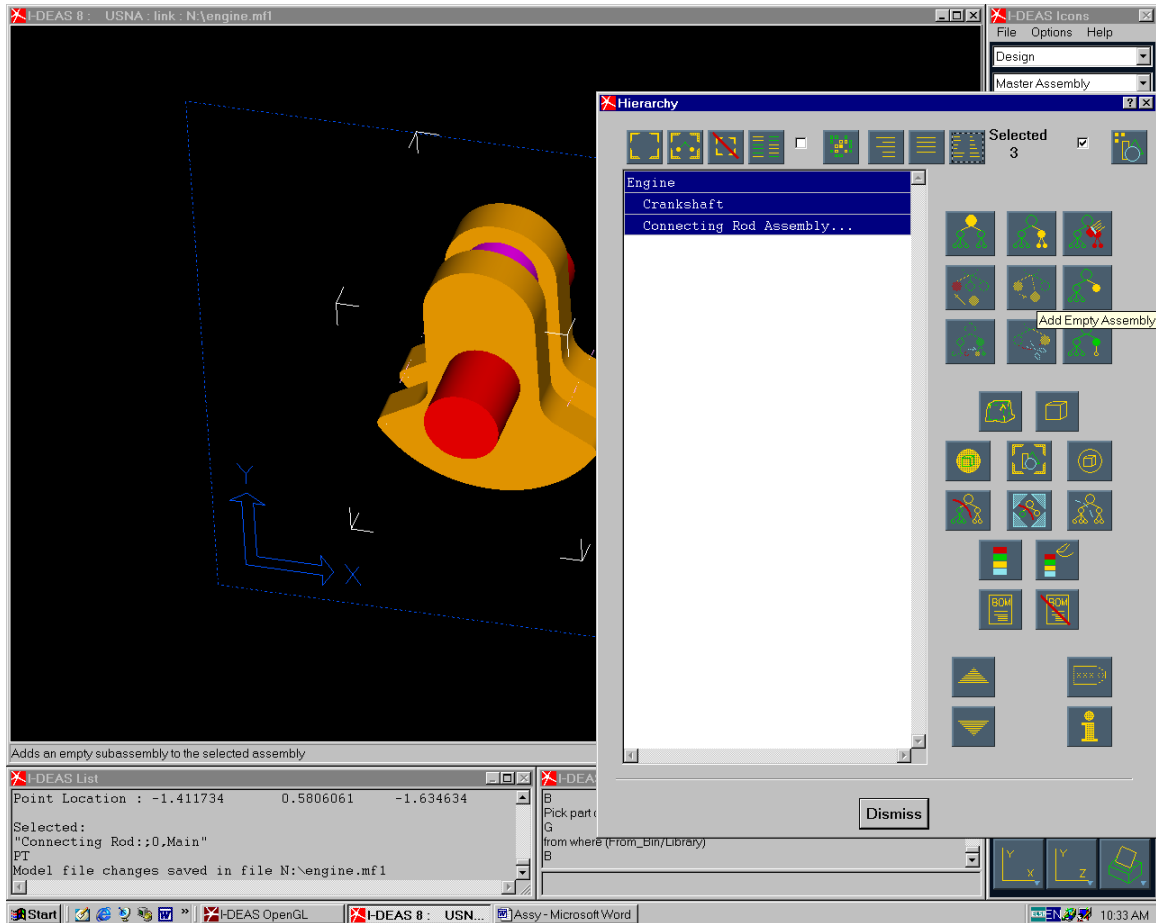 I-DEAS 8 :    USNA : link : N:\engine.mf1
I-DEAS Icons
File Options Help
Design
Master Assembly
Hierarchy
Selected
3
Engine
Crankshaft
Connecting Rod Assembly...
Add Empty Assembly
Y
X
BOM
BOM
xxx
Adds an empty subassembly to the selected assembly
Dismiss
I-DEAS List
Point Location : -1.411734 0.5806061 -1.634634
Selected:
"Connecting Rod:;0,Main"
PT
Model file changes saved in file N:\engine.mf1
I-DEA
B
Pick part
G
from where (From_Bin/Library)
B
Y
X
Y
Z
Start
»
I-DEAS OpenGL
I-DEAS 8 : USN...
Assy - Microsoft Word
EN
10:33 AM